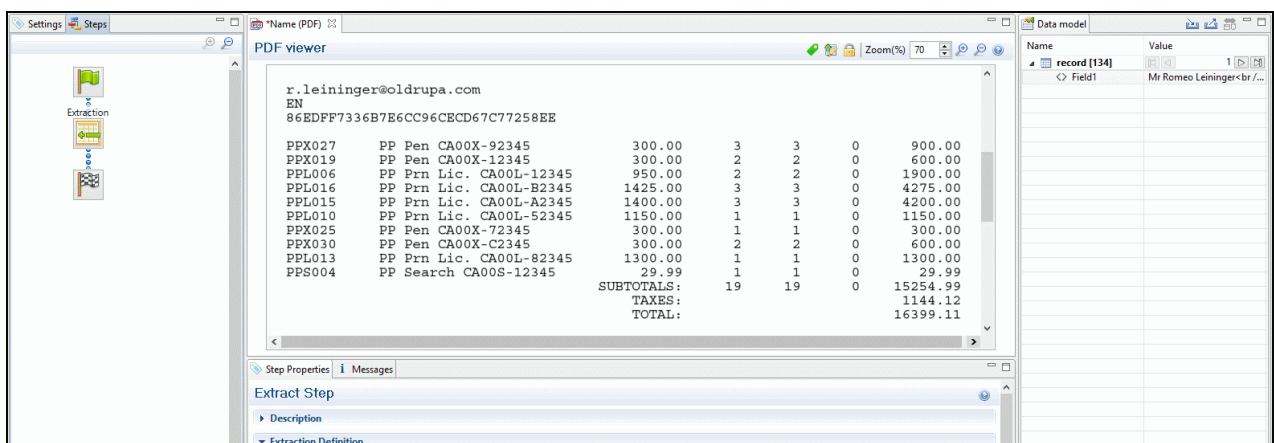 Settings Steps
Extraction
*Name (PDF)
PDF viewer
Zoom(%) 70
r.leininger@oldrupa.com
EN
86EDFF7336B7E6CC96CECD67C77258EE
PPX027 PP Pen CA00X-92345 300.00 3 3 0 900.00
PPX019 PP Pen CA00X-12345 300.00 2 2 0 600.00
PPL006 PP Prn Lic. CA00L-12345 950.00 2 2 0 1900.00
PPL016 PP Prn Lic. CA00L-B2345 1425.00 3 3 0 4275.00
PPL015 PP Prn Lic. CA00L-A2345 1400.00 3 3 0 4200.00
PPL010 PP Prn Lic. CA00L-52345 1150.00 1 1 0 1150.00
PPX025 PP Pen CA00X-72345 300.00 1 1 0 300.00
PPX030 PP Pen CA00X-C2345 300.00 2 2 0 600.00
PPL013 PP Prn Lic. CA00L-82345 1300.00 1 1 0 1300.00
PPS004 PP Search CA00S-12345 29.99 1 1 0 29.99
SUBTOTALS: 19 19 0 15254.99
TAXES: 1144.12
TOTAL: 16399.11
Step Properties Messages
Extract Step
Description
Extraction Definition
Data model
Name Value
record [134] 1
Field1 Mr Romeo Leininger<br /...